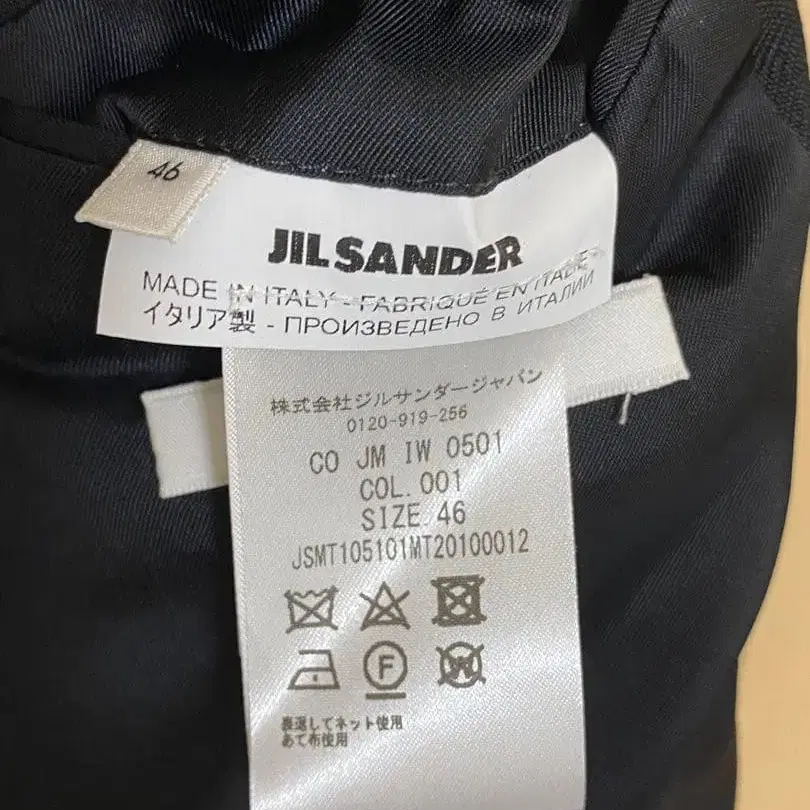 46
JIL SANDER
MADE IN ITALY - FABRIQUÉ EN ITALIE -
イタリア製 - ПРОИЗВЕДЕНО В ИТАЛИИ
株式会社ジルサンダージャパン
0120-919-256
CO JM IW 0501
COL. 001
SIZE. 46
JSMT105101MT20100012
F
W
裏返してネット使用
あて布使用